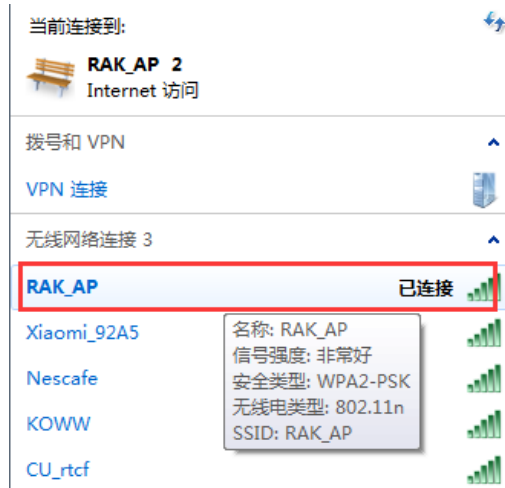 当前连接到:
RAK_AP 2
Internet 访问
拨号和 VPN
VPN 连接
无线网络连接 3
RAK_AP 已连接
Xiaomi_92A5
Nescafe
KOWW
CU_rtcf
名称: RAK_AP
信号强度: 非常好
安全类型: WPA2-PSK
无线电类型: 802.11n
SSID: RAK_AP